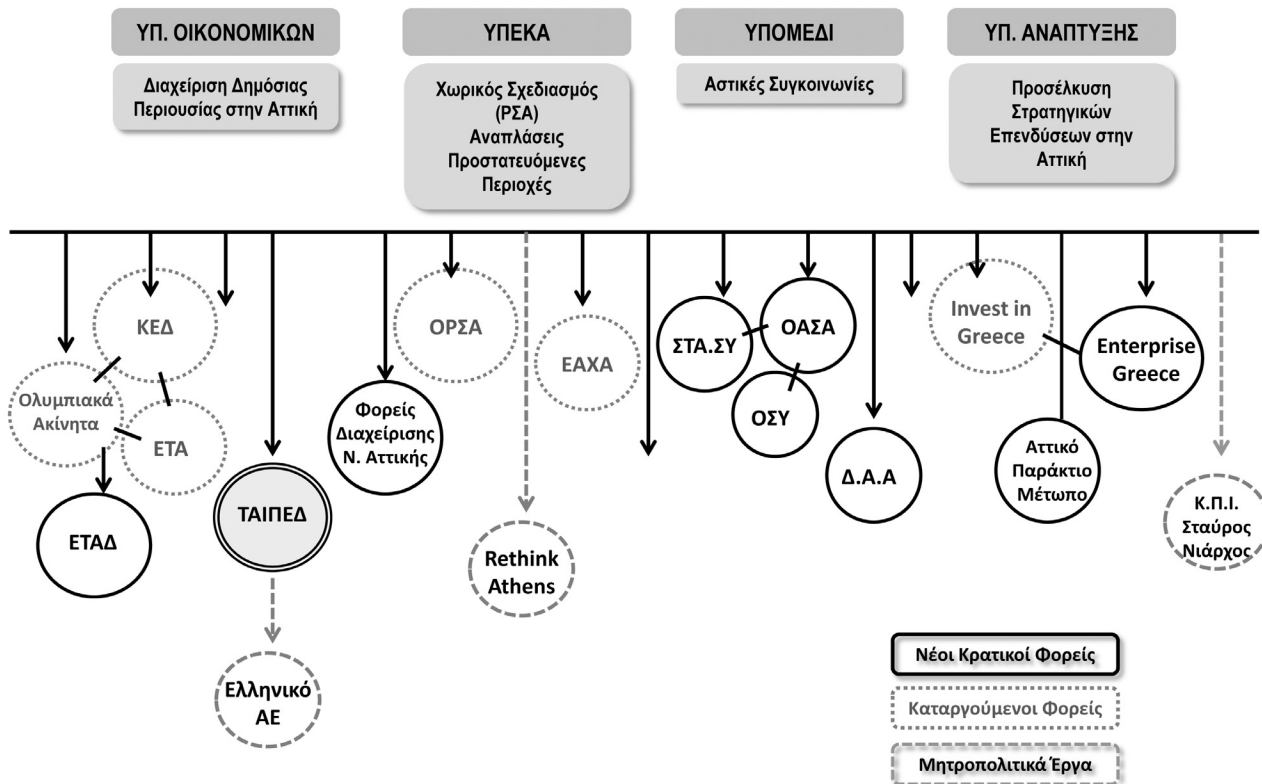 ΥΠ. ΟΙΚΟΝΟΜΙΚΩΝ
Διαχείριση Δημόσιας
Περιουσίας στην Αττική
ΥΠΕΚΑ
Χωρικός Σχεδιασμός
(ΡΣΑ)
Αναπλάσεις
Προστατευόμενες
Περιοχές
ΥΠΟΜΕΔΙ
Αστικές Συγκοινωνίες
ΥΠ. ΑΝΑΠΤΥΞΗΣ
Προσέλκυση
Στρατηγικών
Επενδύσεων στην
Αττική
ΚΕΔ
Ολυμπιακά
Ακίνητα
ΕΤΑ
ΕΤΑΔ
ΤΑΙΠΕΔ
Ελληνικό
ΑΕ
Φορείς
Διαχείρισης
Ν. Αττικής
ΟΡΣΑ
Rethink
Athens
ΕΑΧΑ
ΣΤΑ.ΣΥ
ΟΑΣΑ
ΟΣΥ
Δ.Α.Α
Invest in
Greece
Enterprise
Greece
Αττικό
Παράκτιο
Μέτωπο
Κ.Π.Ι.
Σταύρος
Νιάρχος
Νέοι Κρατικοί Φορείς
Καταργούμενοι Φορείς
Μητροπολιτικά Έργα